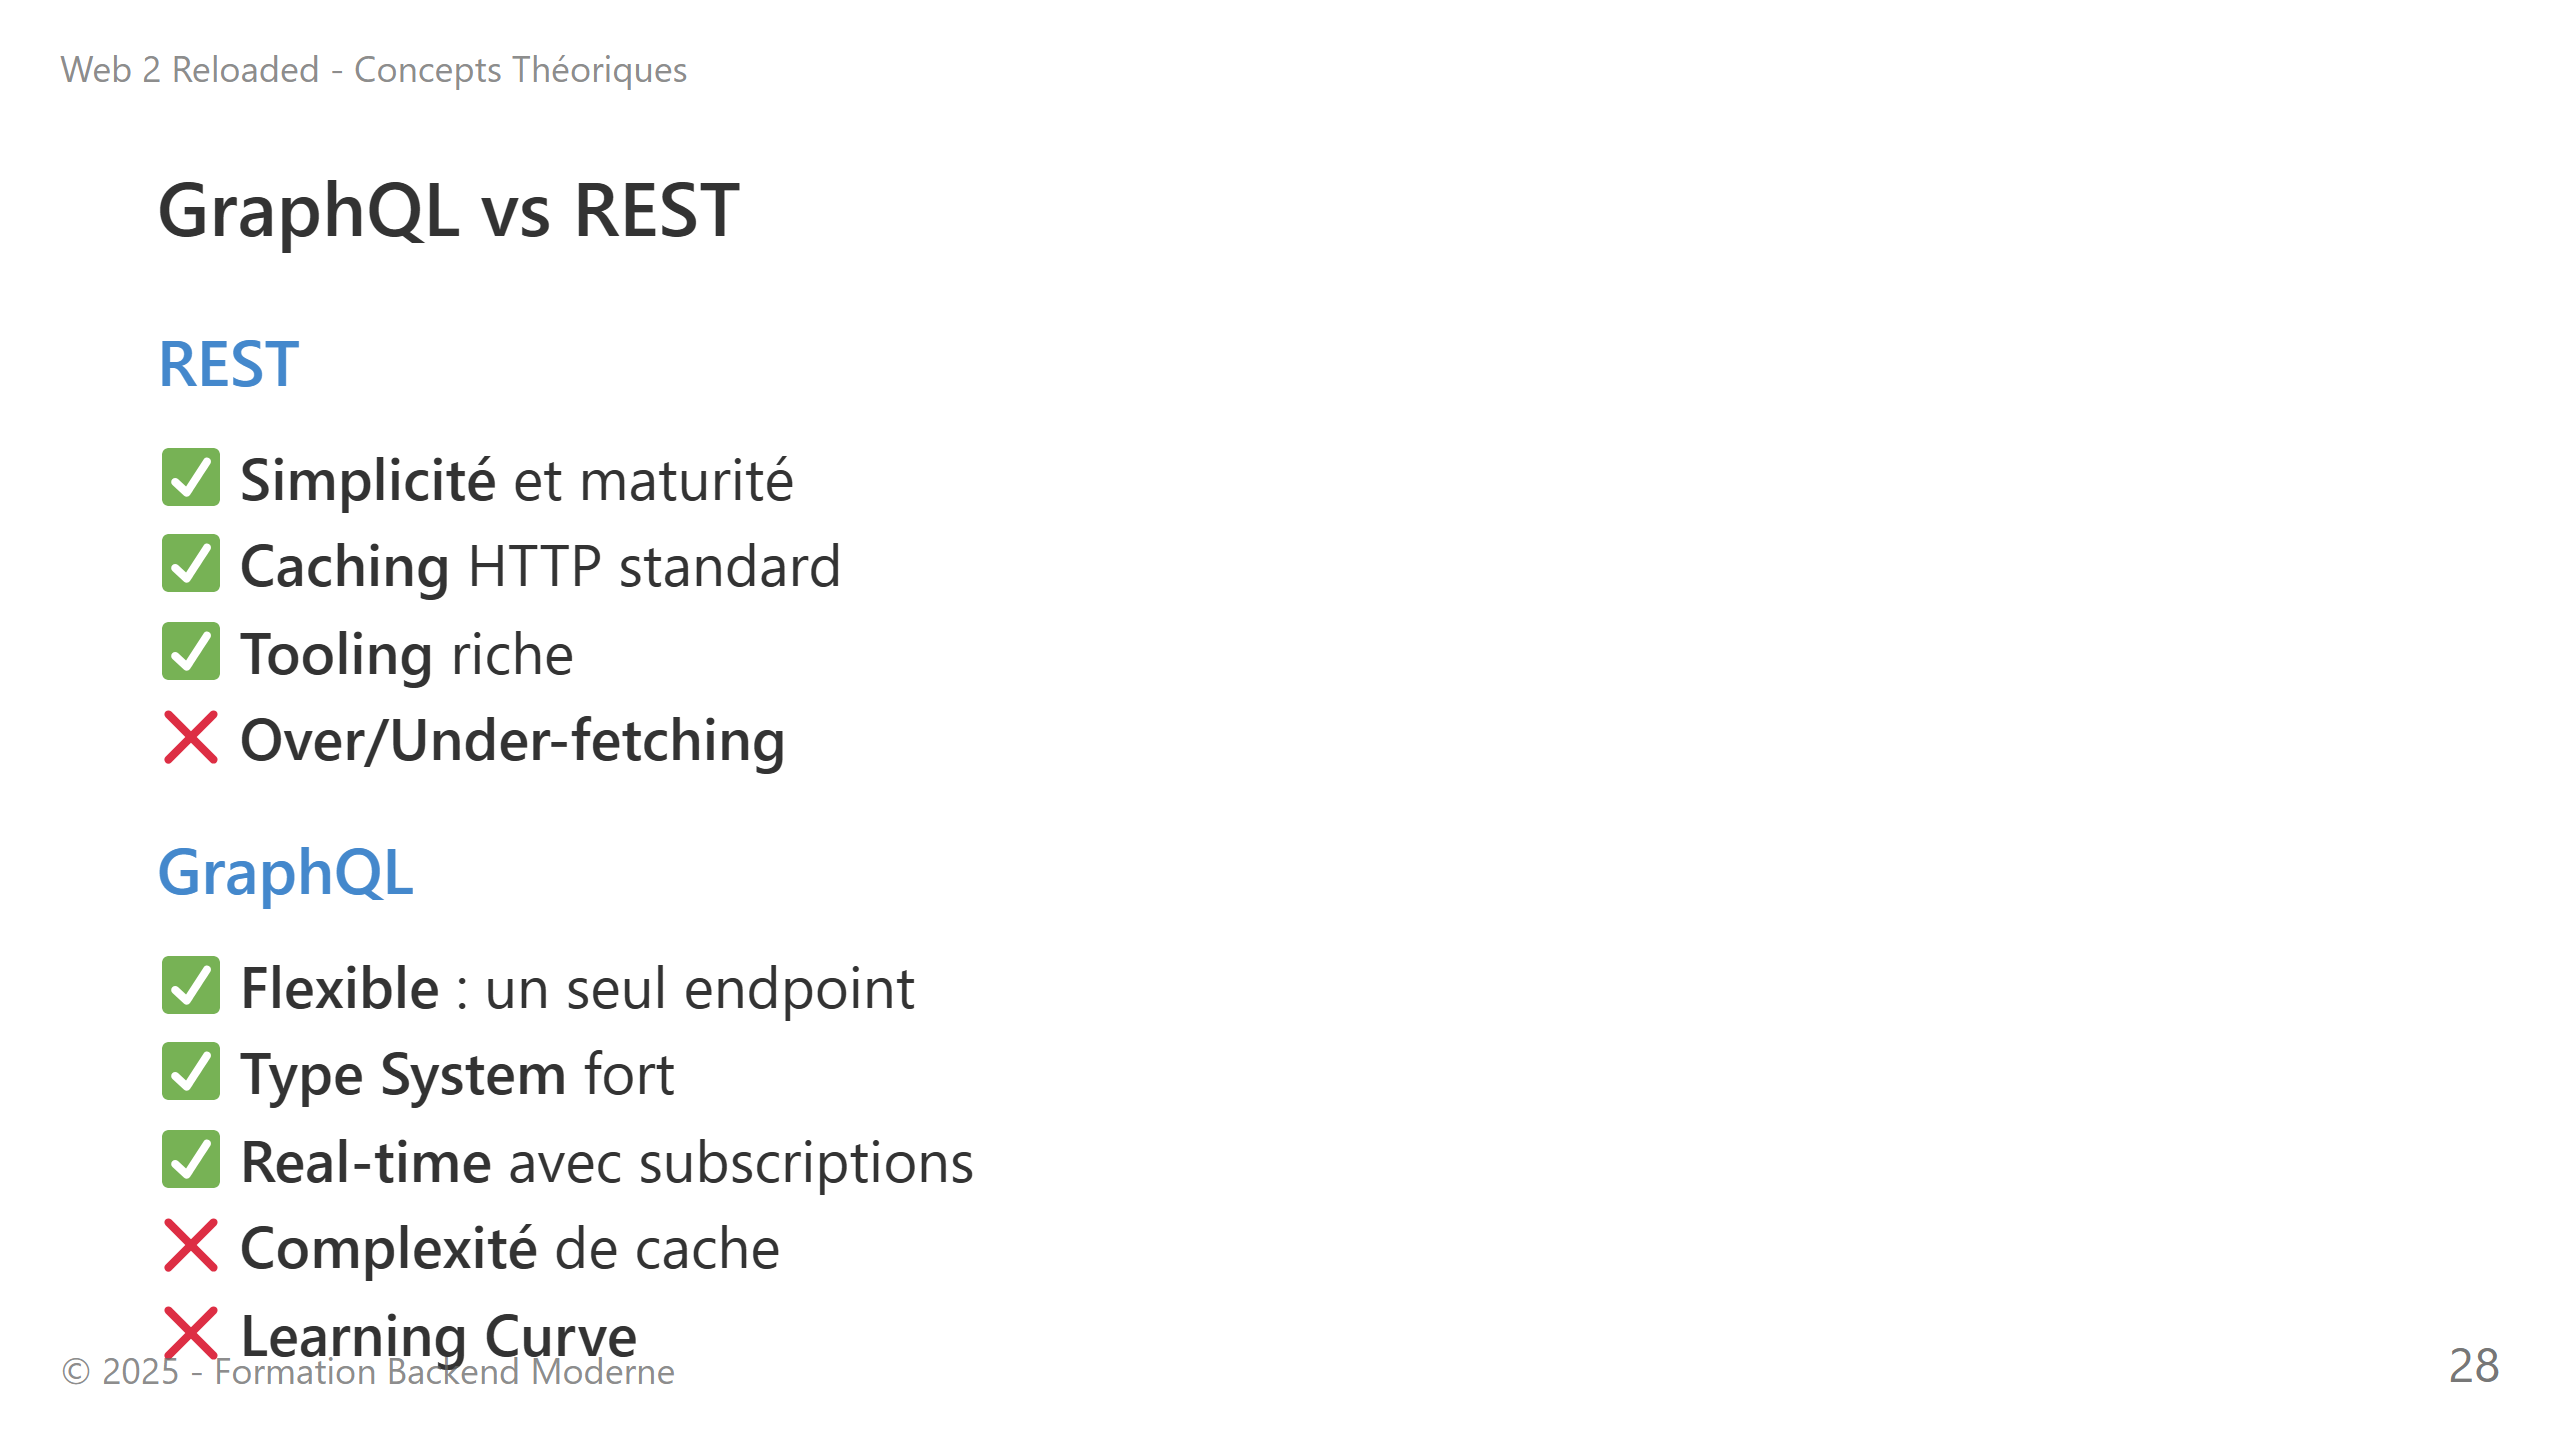 Web 2 Reloaded - Concepts Théoriques
GraphQL vs REST
REST
✅ Simplicité et maturité
✅ Caching HTTP standard
✅ Tooling riche
❌ Over/Under-fetching
GraphQL
✅ Flexible : un seul endpoint
✅ Type System fort
✅ Real-time avec subscriptions
❌ Complexité de cache
❌ Learning Curve
© 2025 - Formation Backend Moderne
28